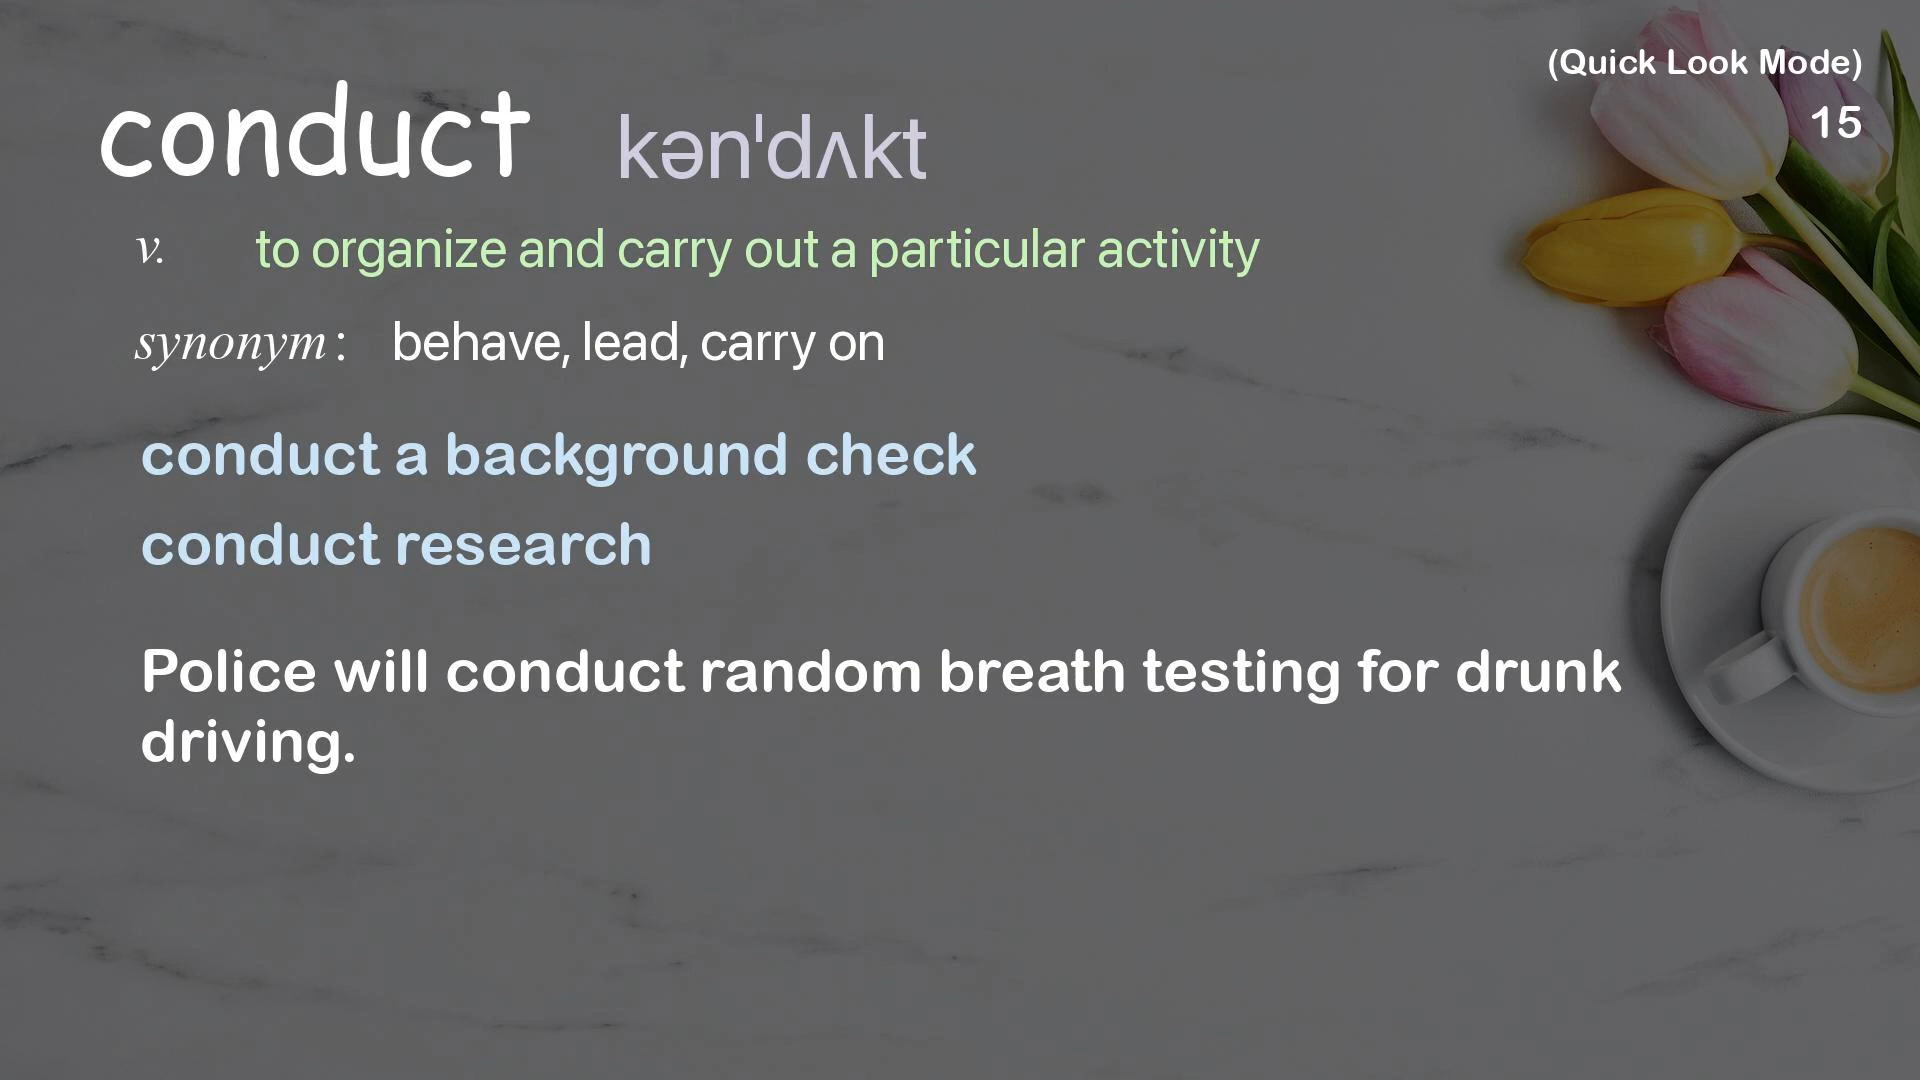 (Quick Look Mode)
15
conduct kən'dʌkt
v. to organize and carry out a particular activity
synonym: behave, lead, carry on
conduct a background check
conduct research
Police will conduct random breath testing for drunk
driving.